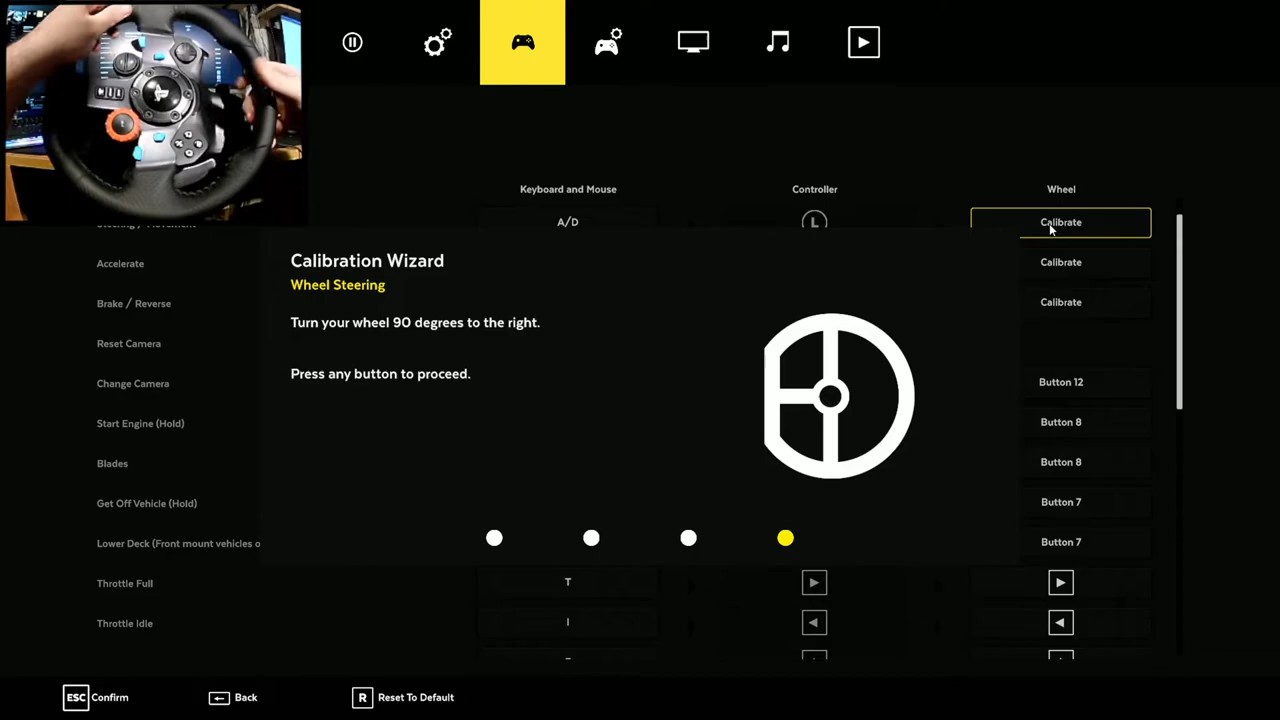 Keyboard and Mouse
Controller
Wheel
A/D
L
Calibrate
Accelerate
Calibrate
Brake / Reverse
Calibrate
Reset Camera
Change Camera
Button 12
Start Engine (Hold)
Button 8
Blades
Button 8
Get Off Vehicle (Hold)
Button 7
Lower Deck (Front mount vehicles o
Button 7
Throttle Full
T
Throttle Idle
I
Calibration Wizard
Wheel Steering
Turn your wheel 90 degrees to the right.
Press any button to proceed.
ESC Confirm
Back
R Reset To Default